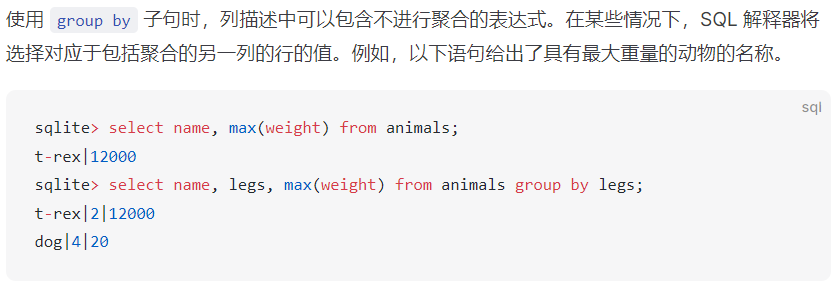 使用 group by 子句时，列描述中可以包含不进行聚合的表达式。在某些情况下，SQL 解释器将
选择对应于包括聚合的另一列的行的值。例如，以下语句给出了具有最大重量的动物的名称。
sql
sqlite> select name, max(weight) from animals;
t-rex|12000
sqlite> select name, legs, max(weight) from animals group by legs;
t-rex|2|12000
dog|4|20